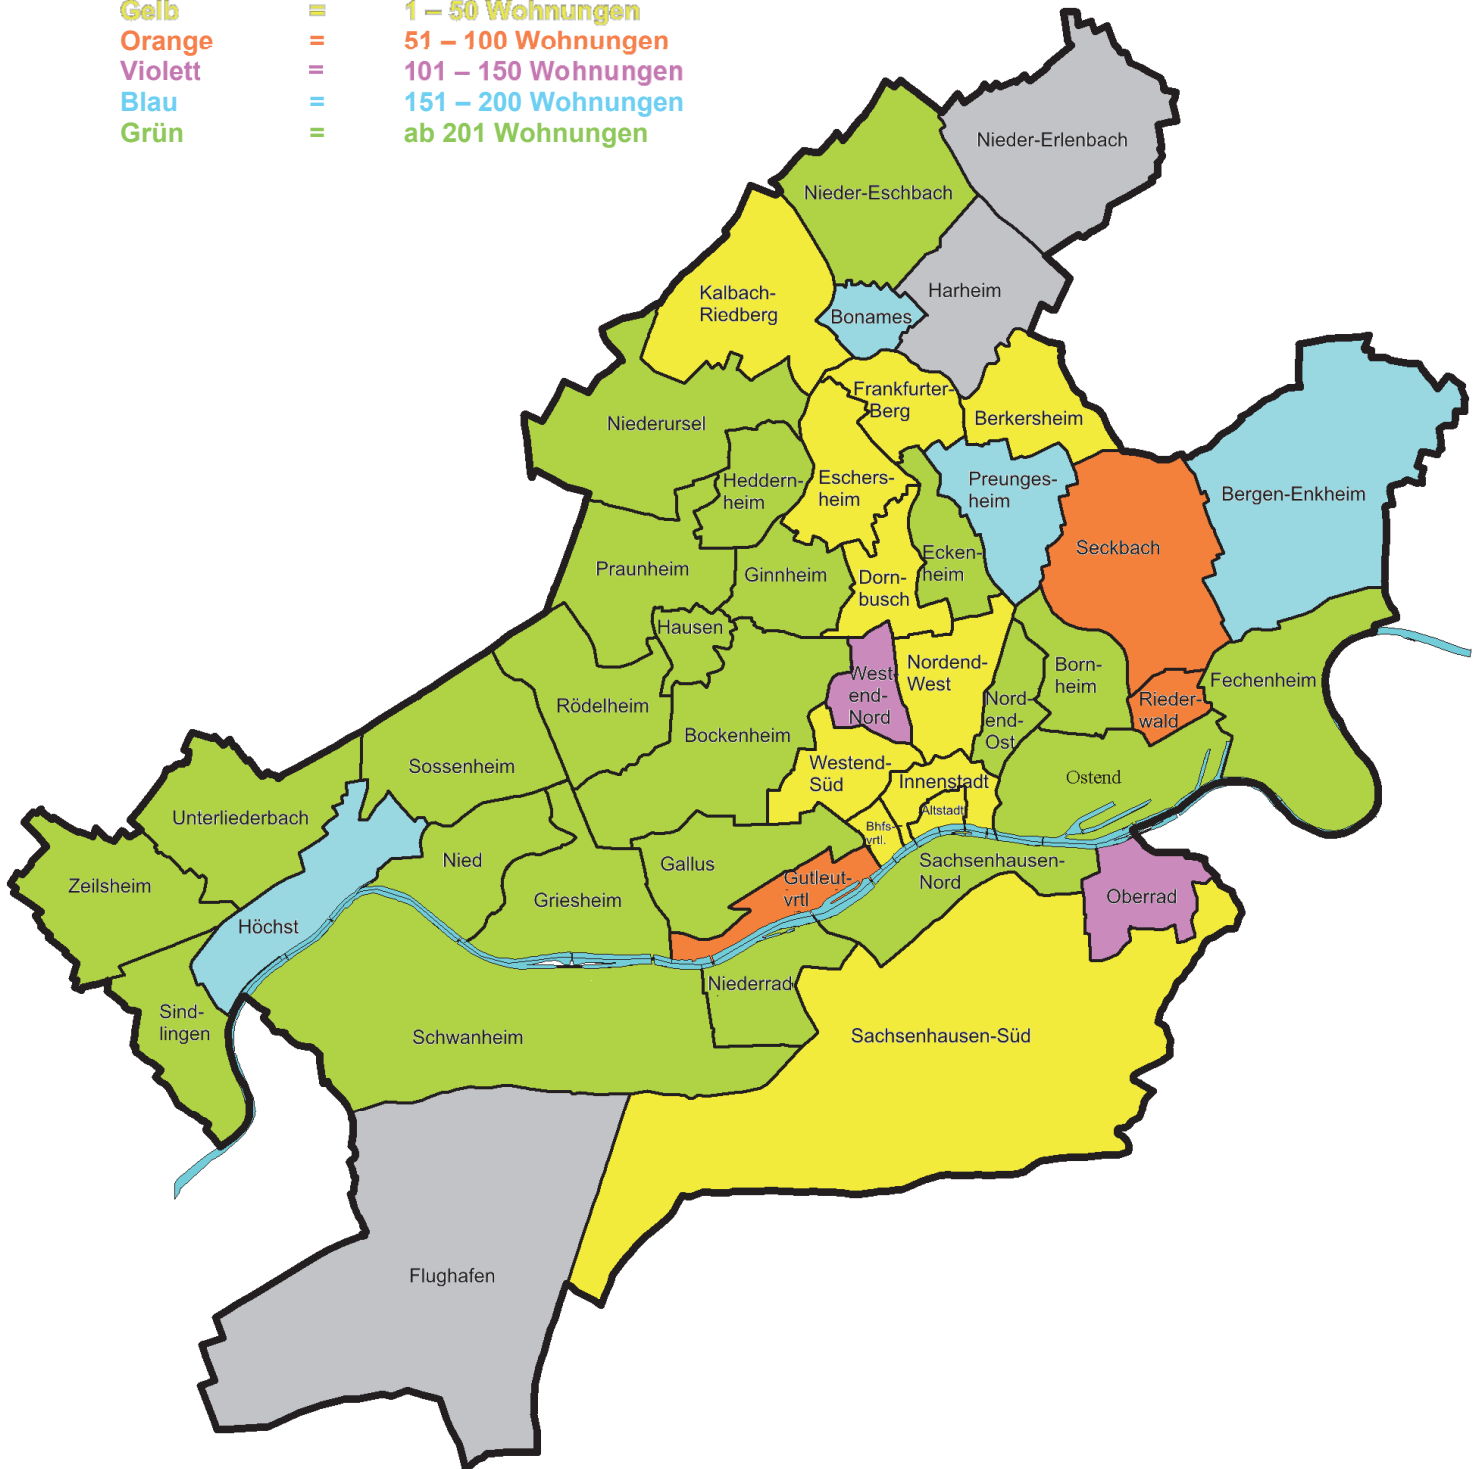 Gelb = 1 – 50 Wohnungen
Orange = 51 – 100 Wohnungen
Violett = 101 – 150 Wohnungen
Blau = 151 – 200 Wohnungen
Grün = ab 201 Wohnungen
Nieder-Erlenbach
Nieder-Eschbach
Harheim
Kalbach-
Riedberg
Bonames
Frankfurter-
Berg
Berkersheim
Niederursel
Heddern-
heim
Eschers-
heim
Preunges-
heim
Bergen-Enkheim
Seckbach
Praunheim
Ginnheim
Dorn-
busch
Ecken-
heim
Hausen
Rödelheim
Bockenheim
West-
end-
Nord
Nordend-
West
Nord-
end-
Ost
Born-
heim
Rieder-
wald
Fechenheim
Sossenheim
Westend-
Süd
Innenstadt
Altstadt
Ostend
Unterliederbach
Bhfs-
vrtl.
Nied
Gallus
Zeilsheim
Griesheim
Gutleut-
vrtl
Sachsenhausen-
Nord
Oberrad
Höchst
Niederrad
Sind-
lingen
Schwanheim
Sachsenhausen-Süd
Flughafen